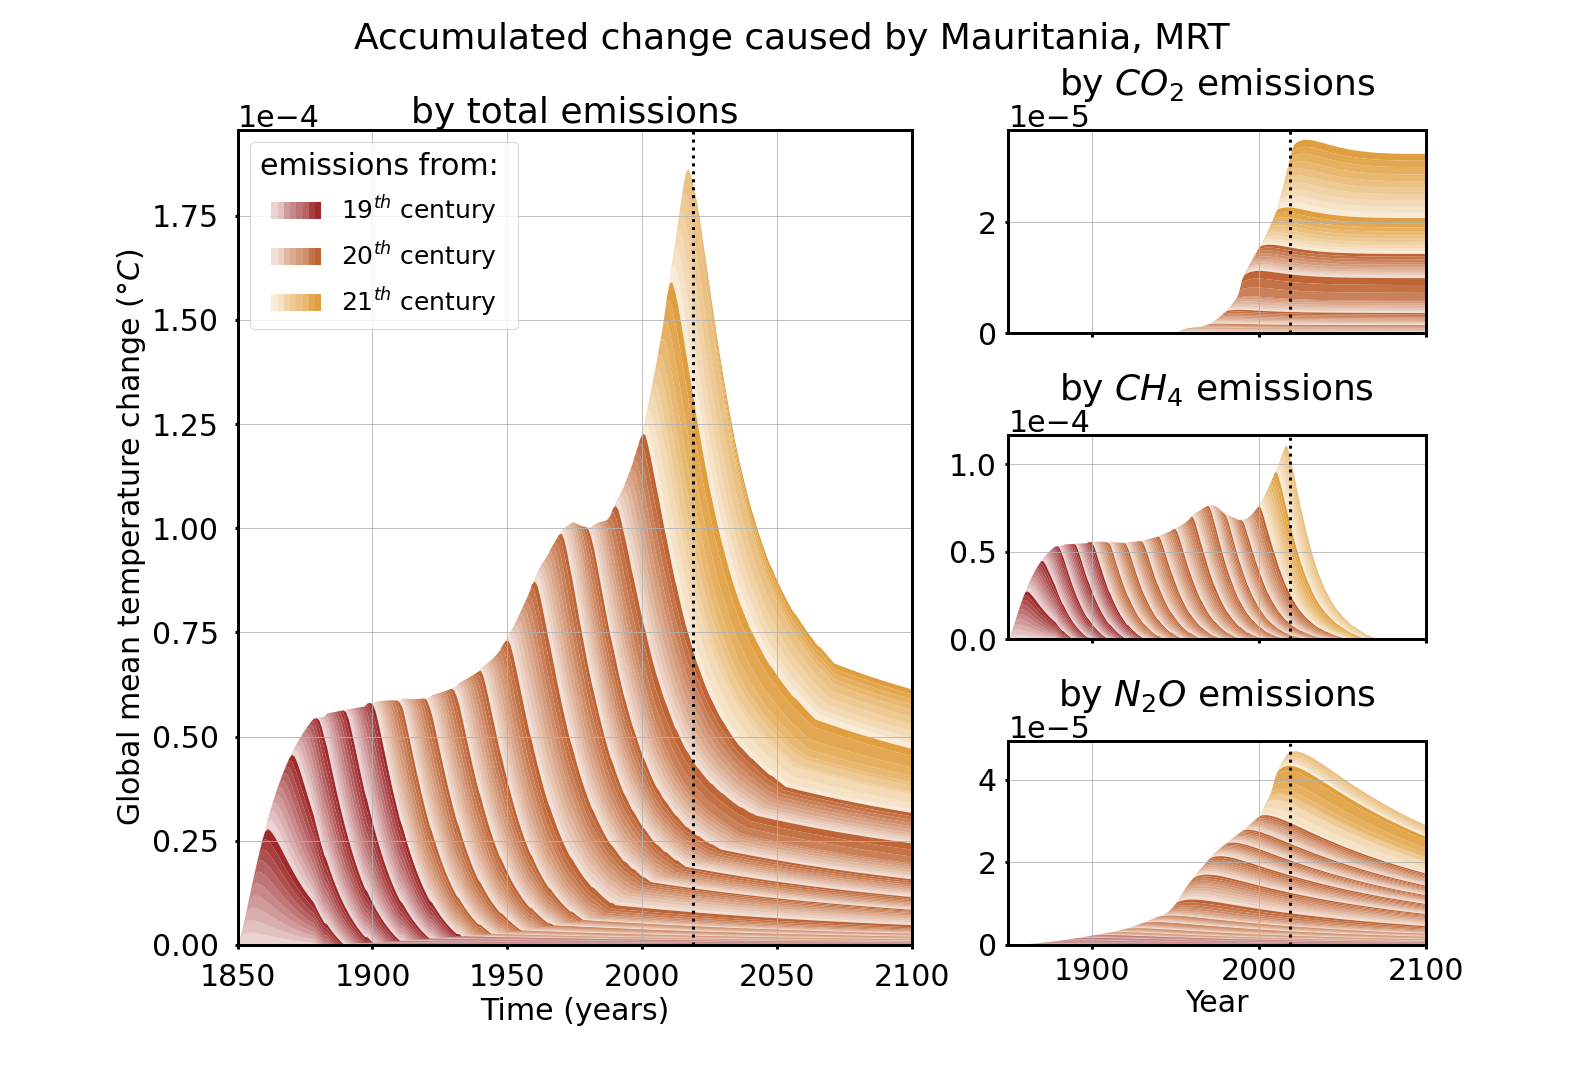 Accumulated change caused by Mauritania, MRT
by total emissions
1e−4
emissions from:
19th century
20th century
21th century
1.75
1.50
1.25
1.00
0.75
0.50
0.25
0.00
Global mean temperature change (°C)
1850 1900 1950 2000 2050 2100
Time (years)
by CO2 emissions
1e−5
2
0
by CH4 emissions
1e−4
1.0
0.5
0.0
by N2O emissions
1e−5
4
2
0
1900 2000 2100
Year